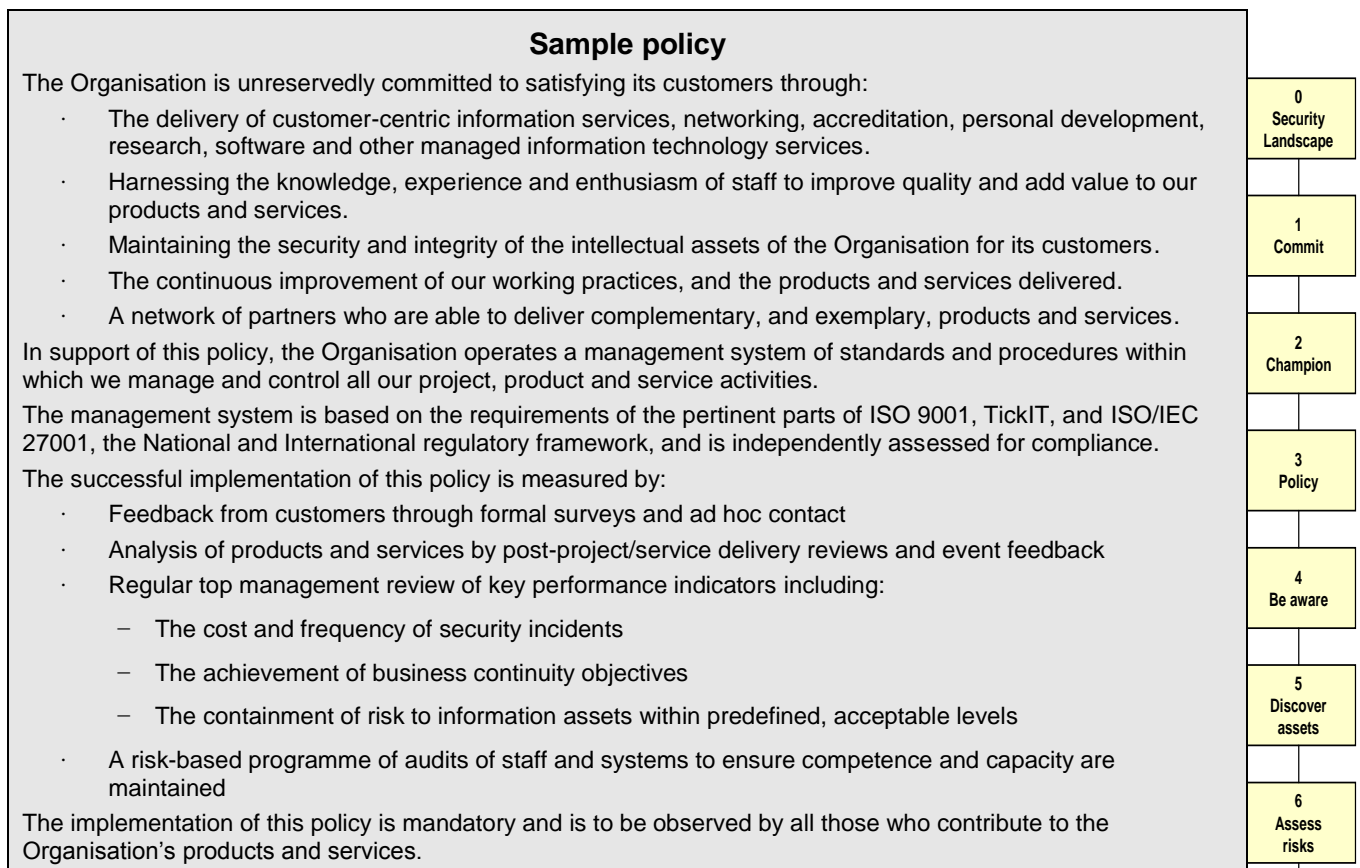 Sample policy
The Organisation is unreservedly committed to satisfying its customers through:
· The delivery of customer-centric information services, networking, accreditation, personal development,
research, software and other managed information technology services.
· Harnessing the knowledge, experience and enthusiasm of staff to improve quality and add value to our
products and services.
· Maintaining the security and integrity of the intellectual assets of the Organisation for its customers.
· The continuous improvement of our working practices, and the products and services delivered.
· A network of partners who are able to deliver complementary, and exemplary, products and services.
In support of this policy, the Organisation operates a management system of standards and procedures within
which we manage and control all our project, product and service activities.
The management system is based on the requirements of the pertinent parts of ISO 9001, TickIT, and ISO/IEC
27001, the National and International regulatory framework, and is independently assessed for compliance.
The successful implementation of this policy is measured by:
· Feedback from customers through formal surveys and ad hoc contact
· Analysis of products and services by post-project/service delivery reviews and event feedback
· Regular top management review of key performance indicators including:
− The cost and frequency of security incidents
− The achievement of business continuity objectives
− The containment of risk to information assets within predefined, acceptable levels
· A risk-based programme of audits of staff and systems to ensure competence and capacity are
maintained
The implementation of this policy is mandatory and is to be observed by all those who contribute to the
Organisation's products and services.
0
Security
Landscape
1
Commit
2
Champion
3
Policy
4
Be aware
5
Discover
assets
6
Assess
risks